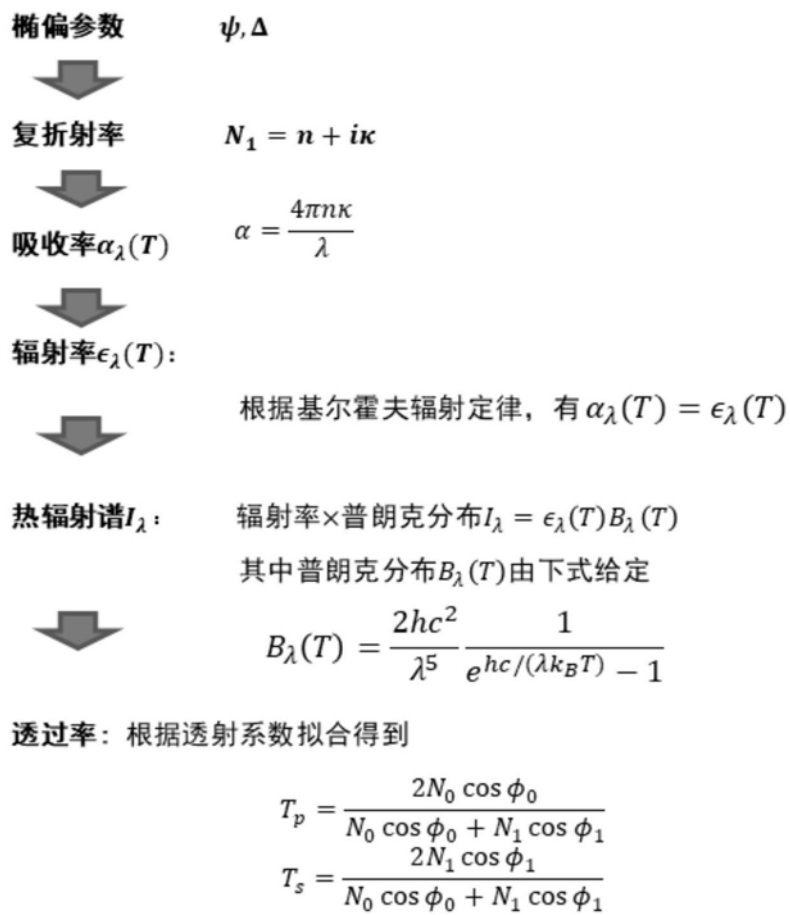 椭偏参数 ψ, Δ
复折射率 N₁ = n + iκ
吸收率α_λ(T) α = 4πnκ / λ
辐射率ϵ_λ(T)：
根据基尔霍夫辐射定律，有 α_λ(T) = ϵ_λ(T)
热辐射谱I_λ： 辐射率×普朗克分布I_λ = ϵ_λ(T)B_λ(T)
其中普朗克分布B_λ(T)由下式给定
B_λ(T) = 2hc² / λ⁵ 1 / (e^{hc/(λk_BT)} − 1)
透过率：根据透射系数拟合得到
T_p = 2N₀ cos ϕ₀ / (N₀ cos ϕ₀ + N₁ cos ϕ₁)
T_s = 2N₁ cos ϕ₁ / (N₀ cos ϕ₀ + N₁ cos ϕ₁)